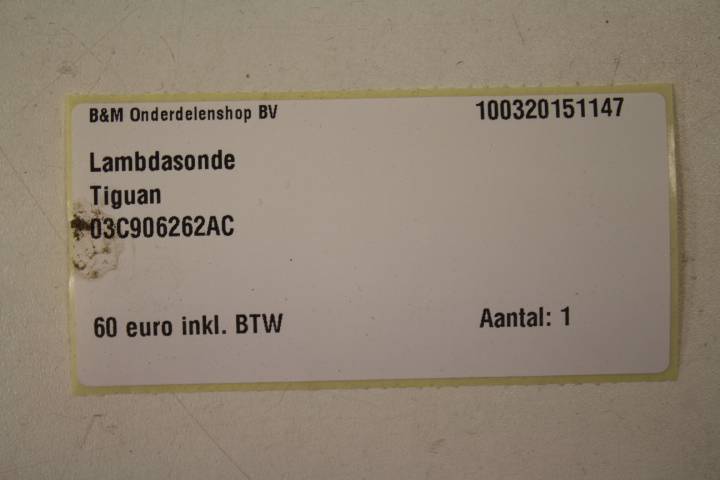 B&M Onderdelenshop BV 100320151147
Lambdasonde
Tiguan
03C906262AC
60 euro inkl. BTW Aantal: 1